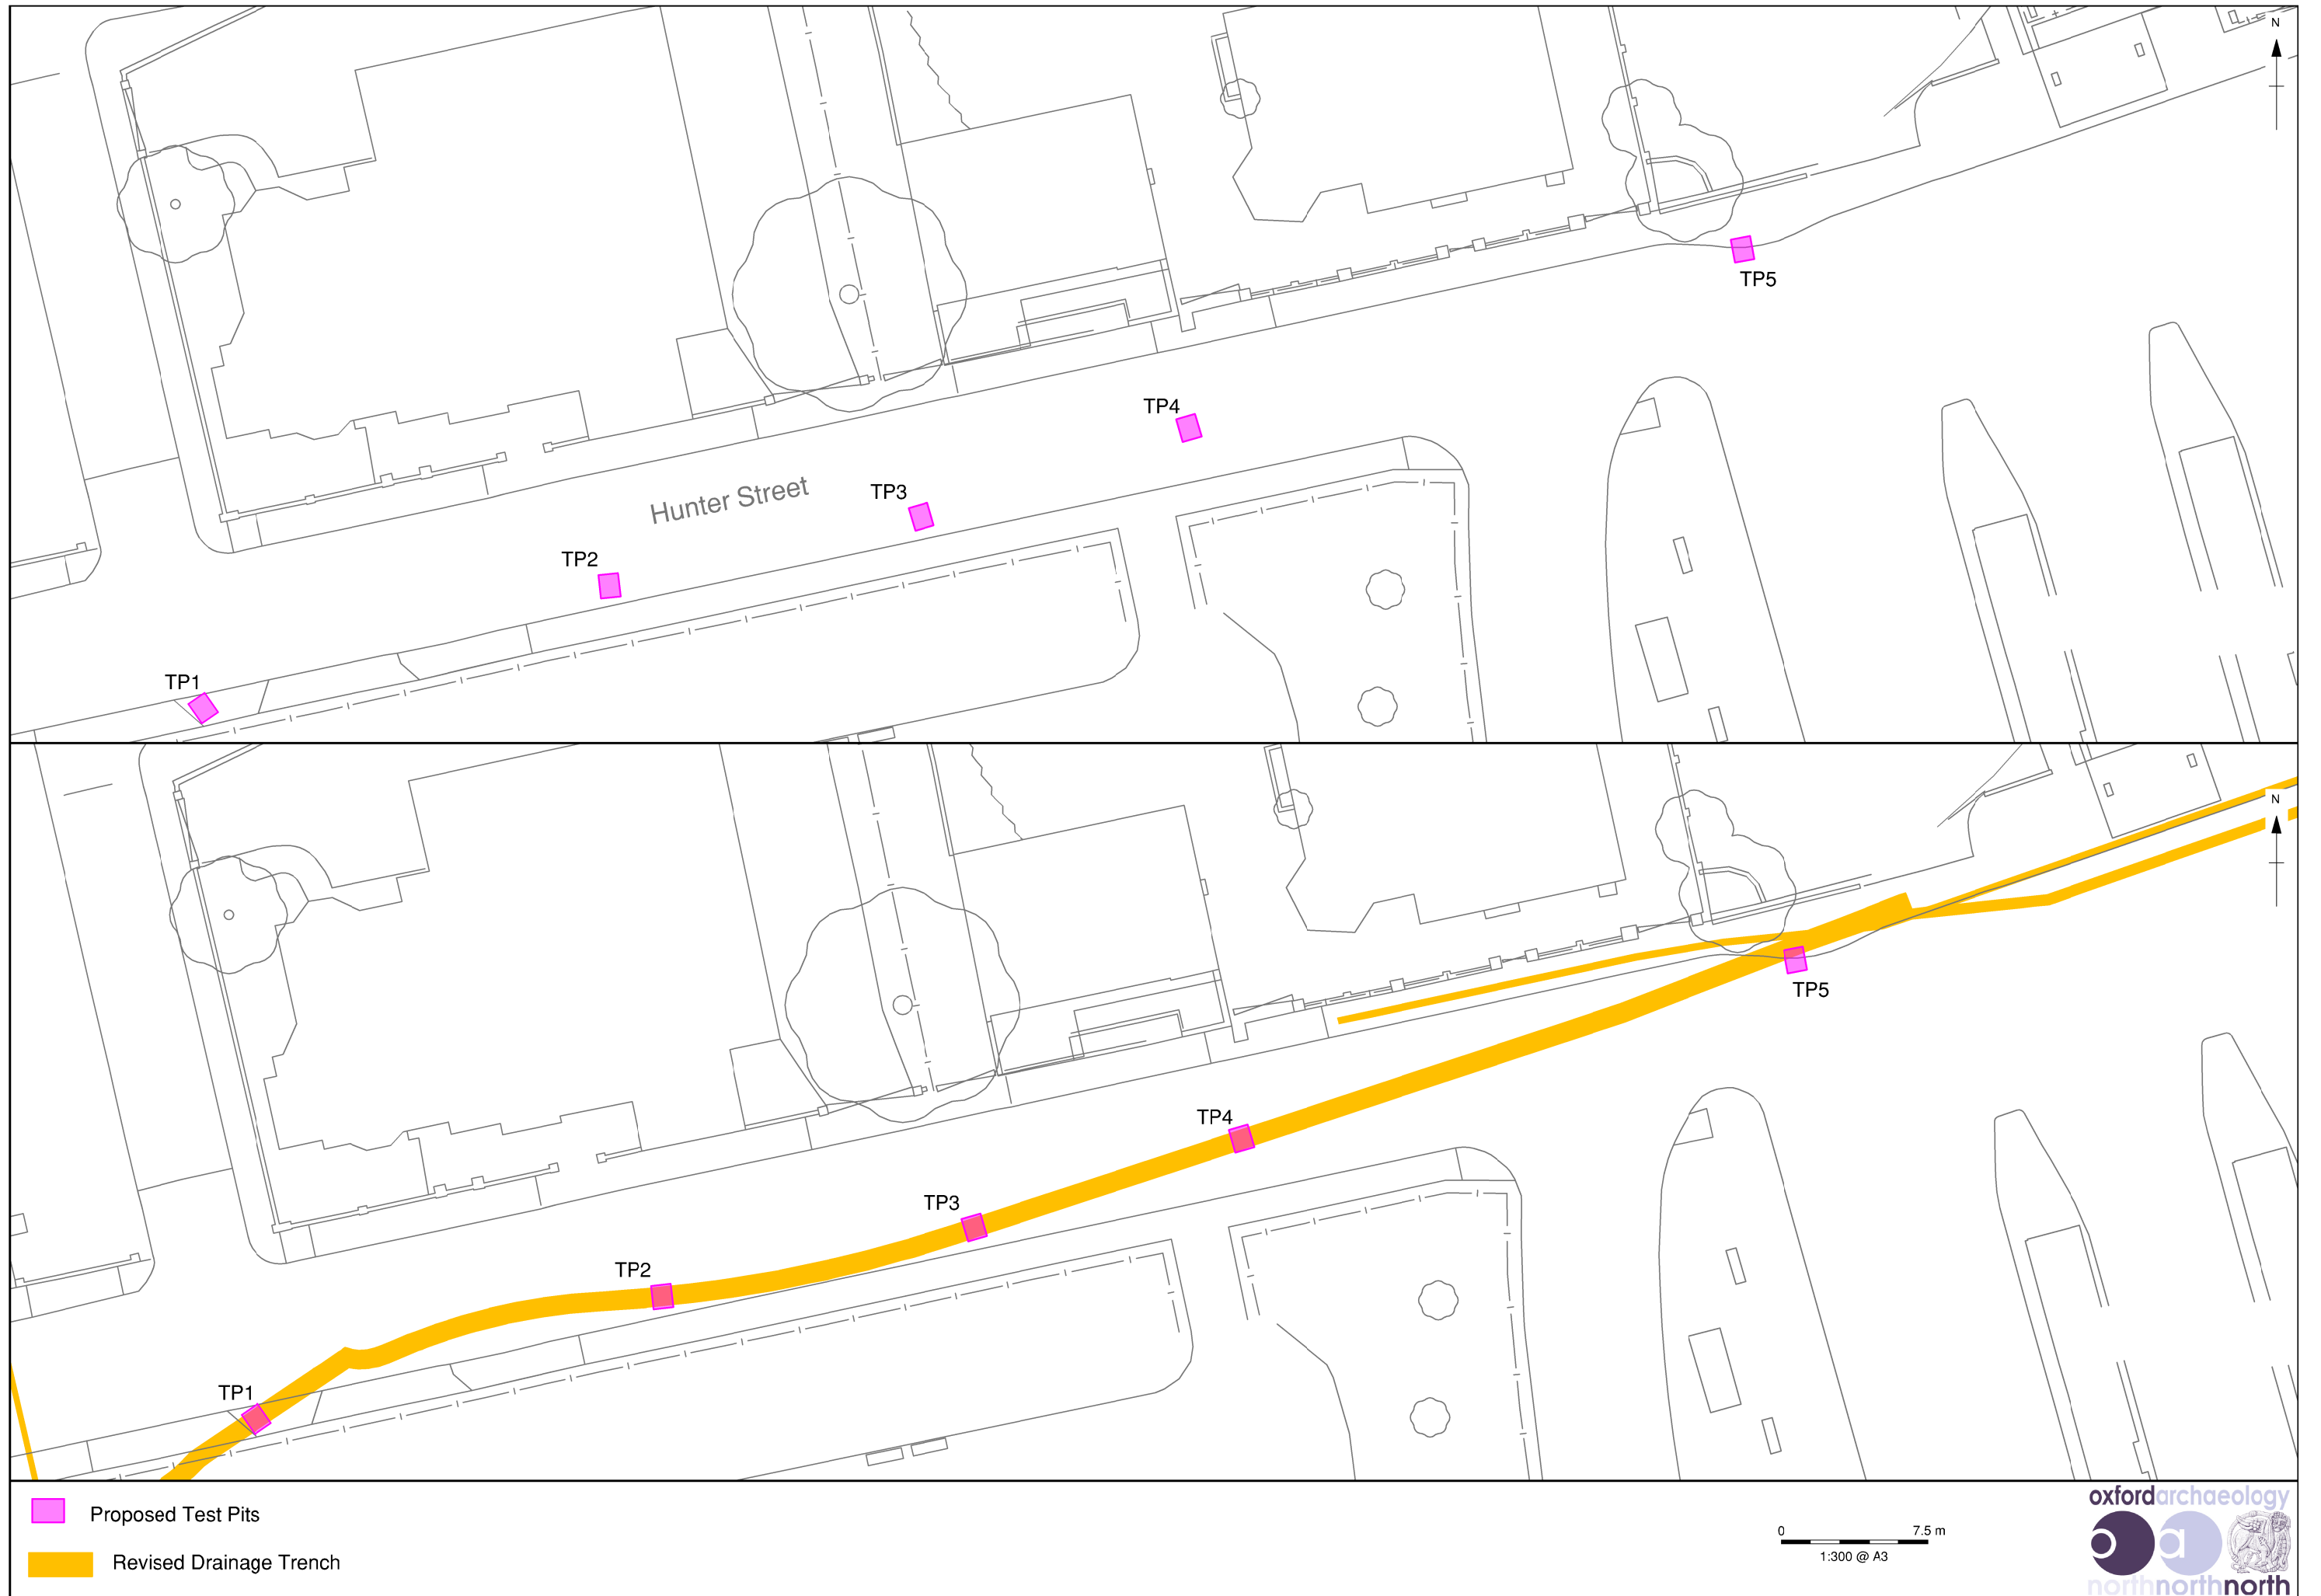 N
TP5
TP4
Hunter Street
TP3
TP2
TP1
N
TP5
TP4
TP3
TP2
TP1
Proposed Test Pits
Revised Drainage Trench
0 7.5 m
1:300 @ A3
oxfordarchaeology
o a
northnorthnorth